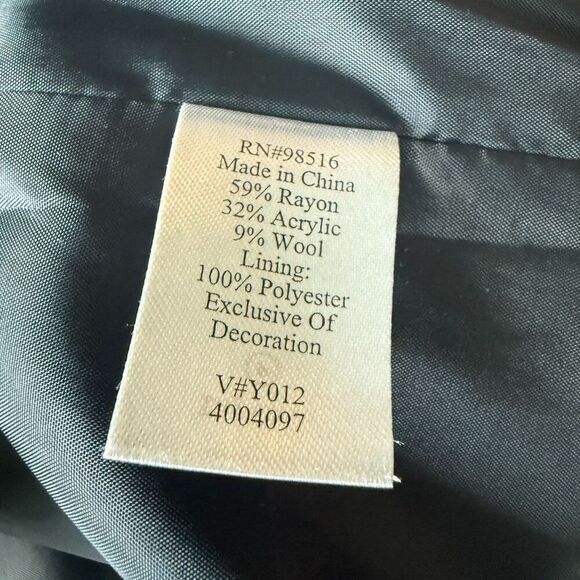 RN#98516
Made in China
59% Rayon
32% Acrylic
9% Wool
Lining:
100% Polyester
Exclusive Of
Decoration
V#Y012
4004097